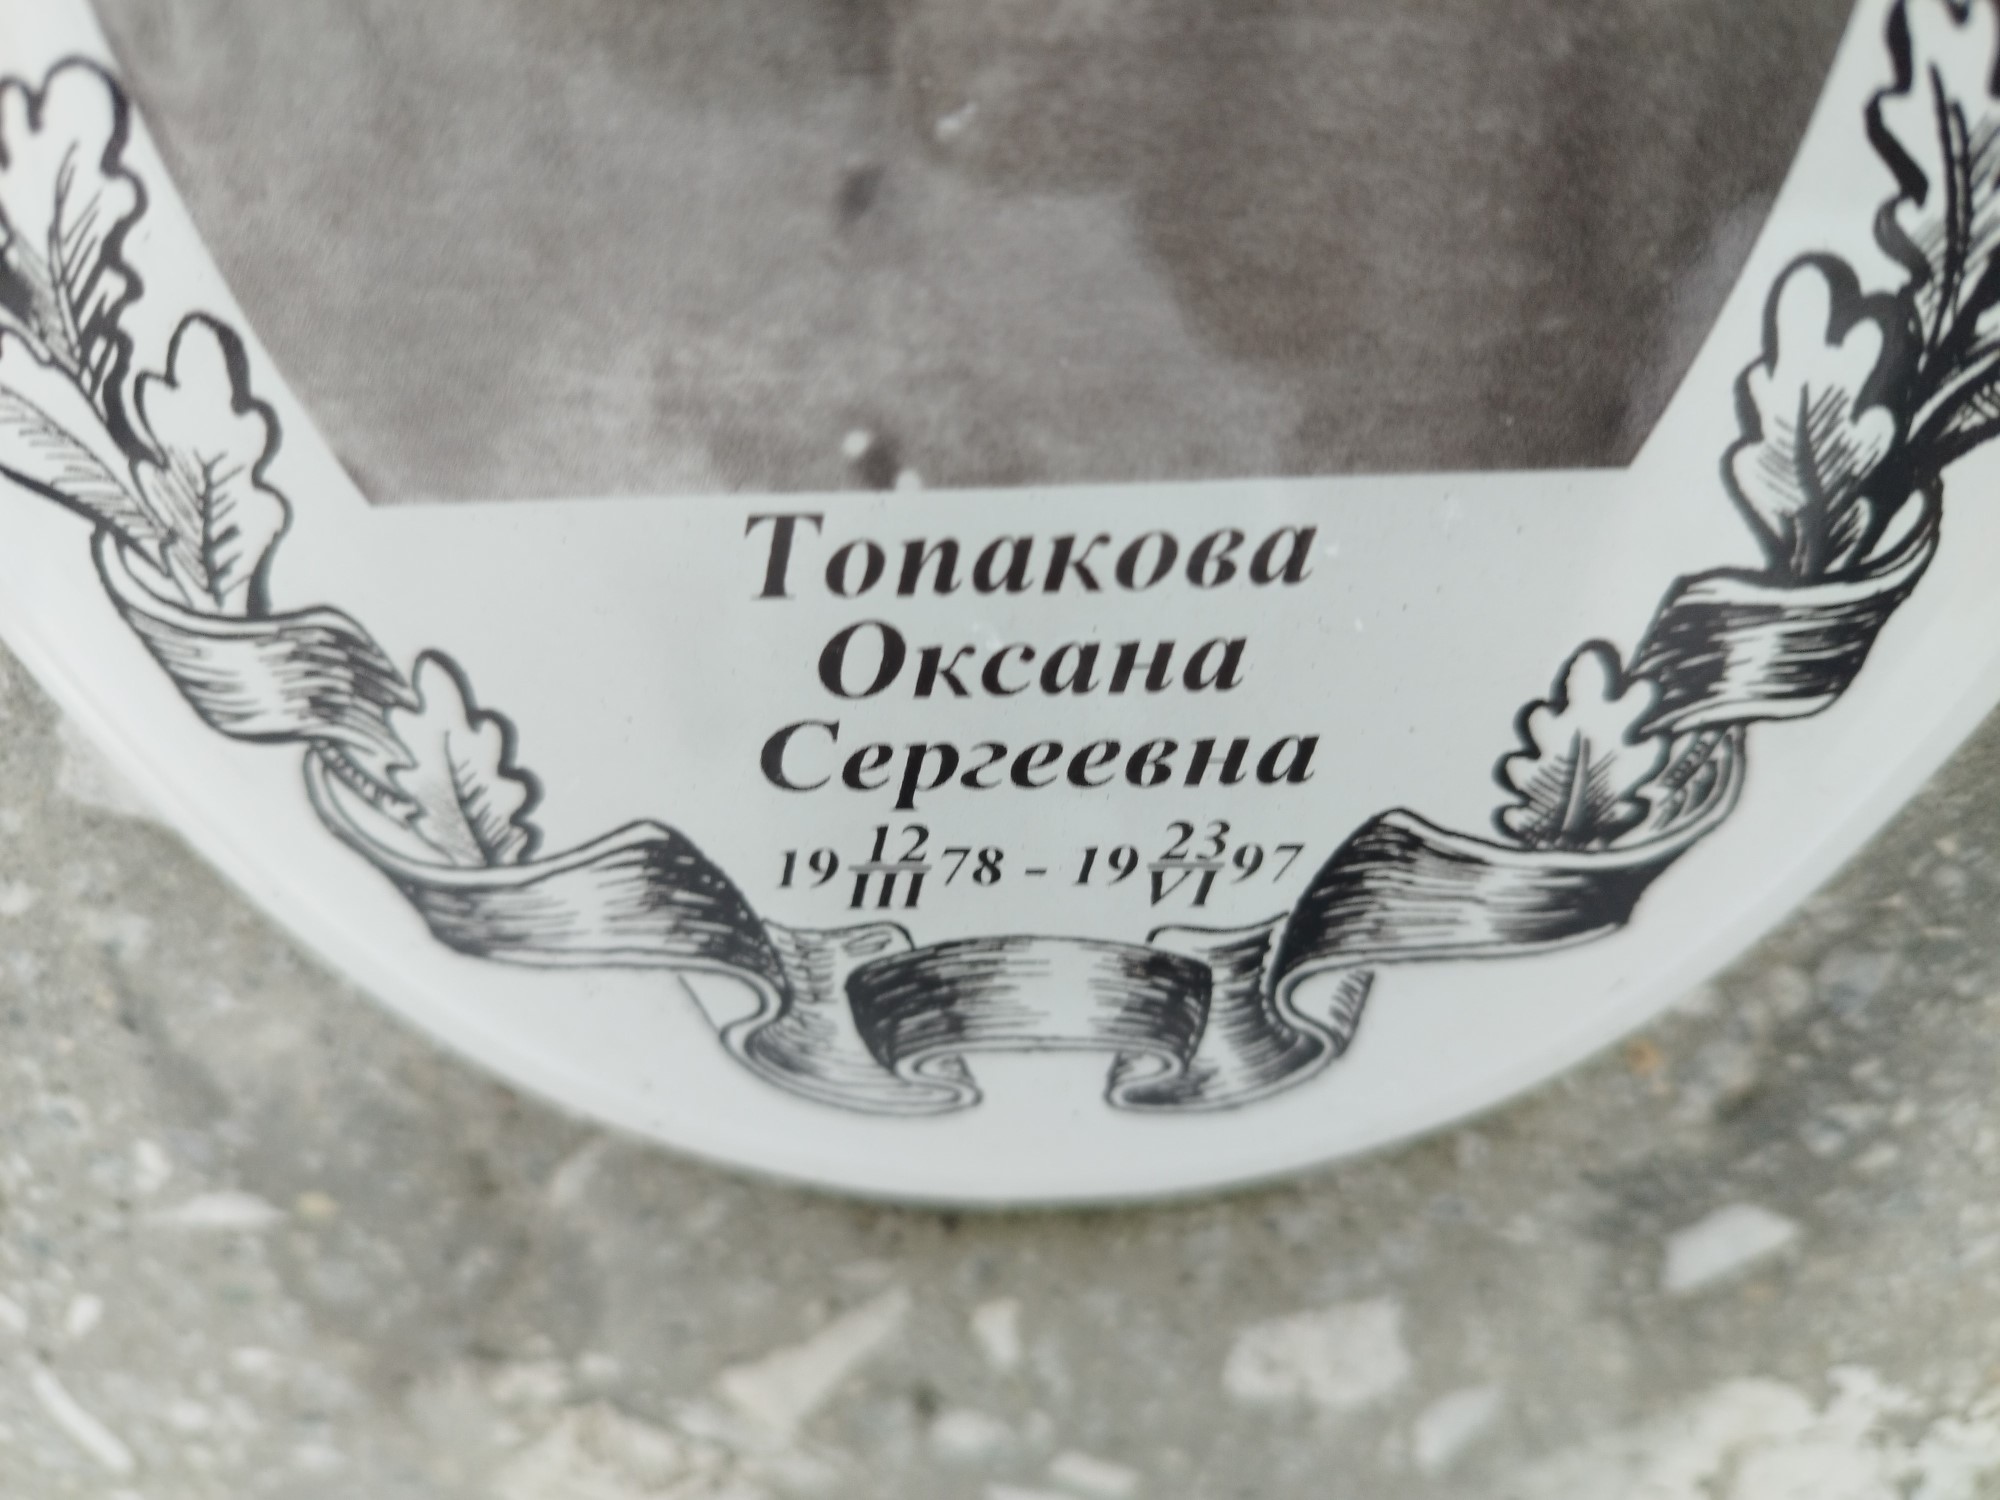 Топакова
Оксана
Сергеевна
19 12/III 78 - 19 23/VI 97